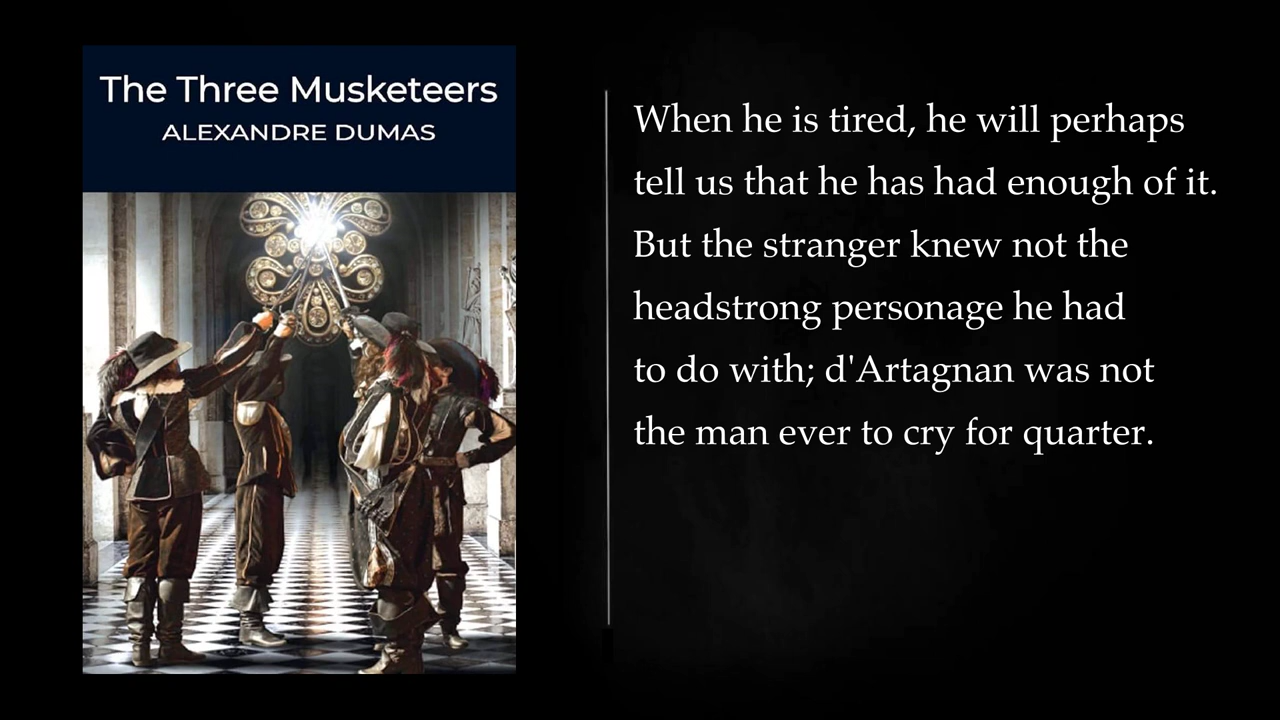 The Three Musketeers
ALEXANDRE DUMAS
When he is tired, he will perhaps
tell us that he has had enough of it.
But the stranger knew not the
headstrong personage he had
to do with; d'Artagnan was not
the man ever to cry for quarter.